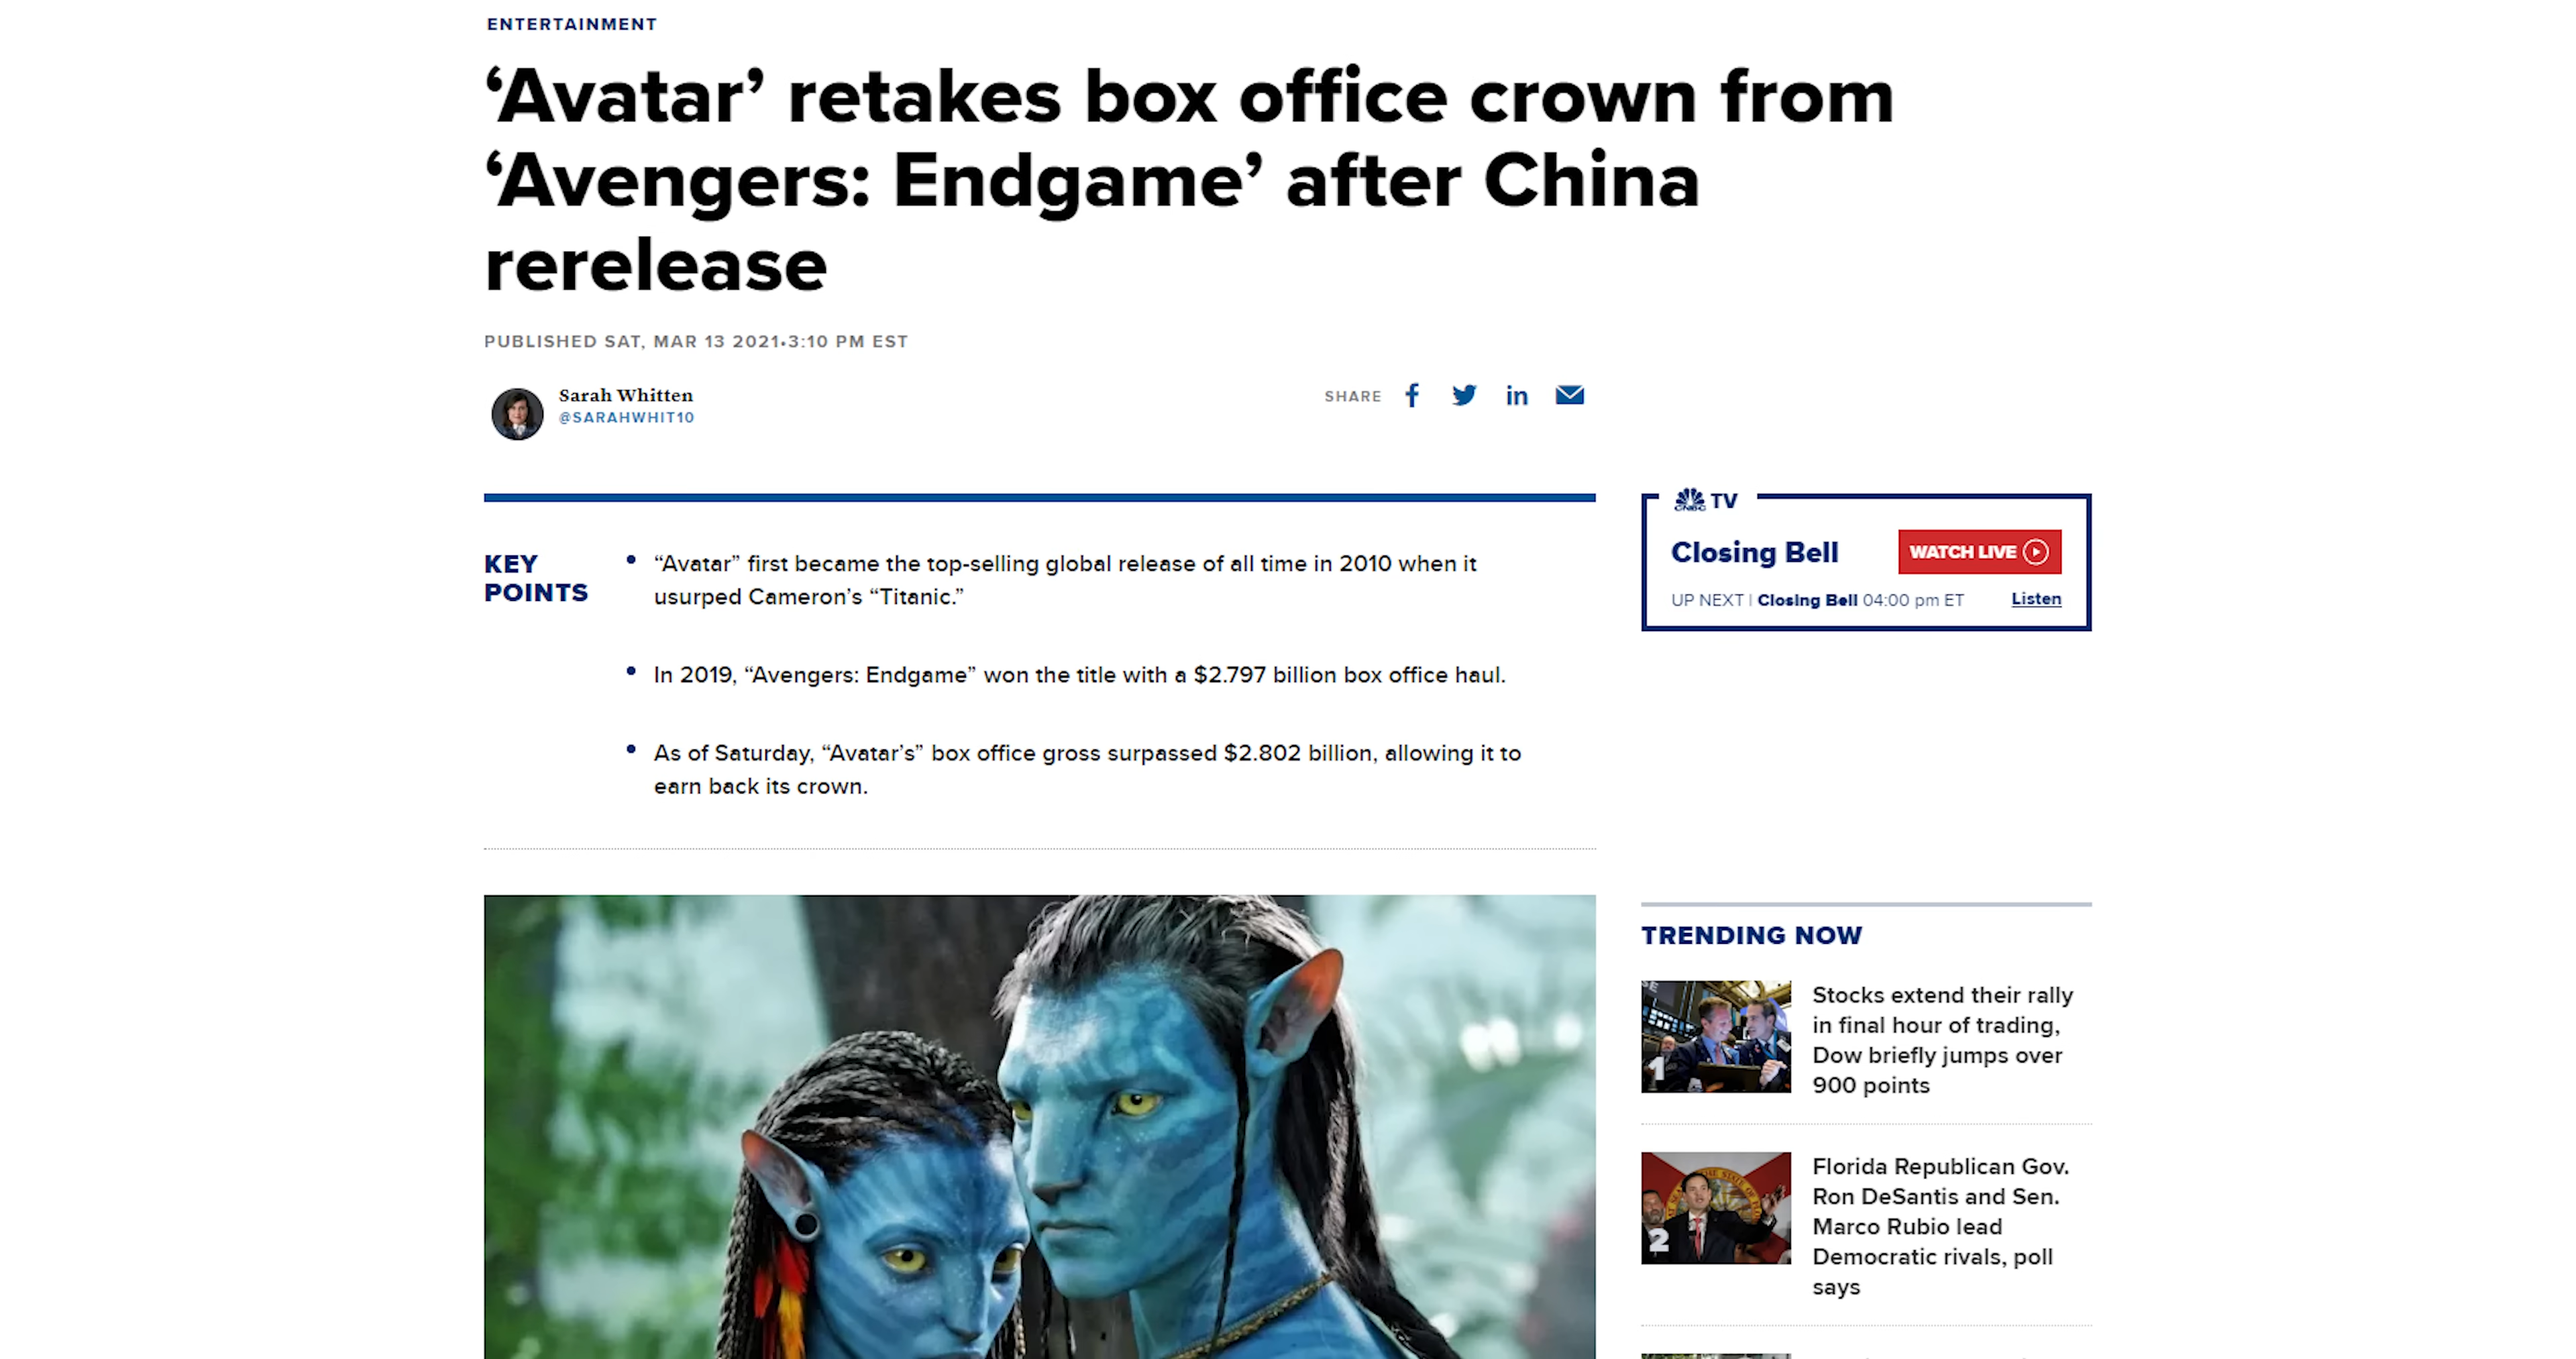 ENTERTAINMENT
‘Avatar’ retakes box office crown from
‘Avengers: Endgame’ after China
rerelease
PUBLISHED SAT, MAR 13 2021•3:10 PM EST
Sarah Whitten
@SARAHWHIT10
SHARE
KEY
POINTS
“Avatar” first became the top-selling global release of all time in 2010 when it
usurped Cameron’s “Titanic.”
In 2019, “Avengers: Endgame” won the title with a $2.797 billion box office haul.
As of Saturday, “Avatar’s” box office gross surpassed $2.802 billion, allowing it to
earn back its crown.
CNBC TV
Closing Bell
WATCH LIVE
UP NEXT | Closing Bell 04:00 pm ET
Listen
TRENDING NOW
1
Stocks extend their rally
in final hour of trading,
Dow briefly jumps over
900 points
2
Florida Republican Gov.
Ron DeSantis and Sen.
Marco Rubio lead
Democratic rivals, poll
says